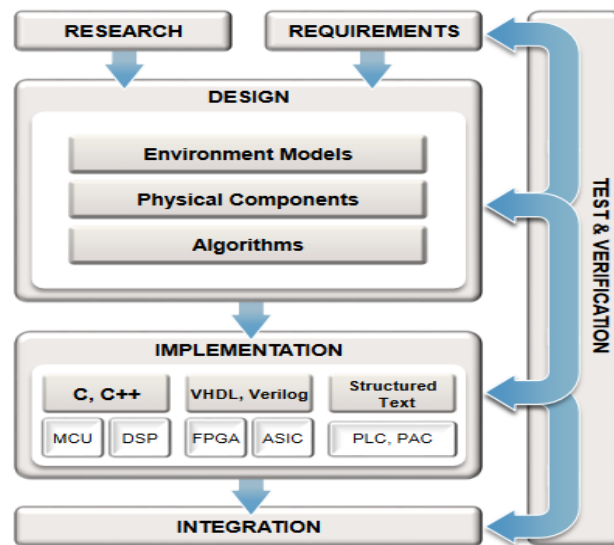 RESEARCH
REQUIREMENTS
DESIGN
Environment Models
Physical Components
Algorithms
IMPLEMENTATION
C, C++
VHDL, Verilog
Structured
Text
MCU
DSP
FPGA
ASIC
PLC, PAC
INTEGRATION
TEST & VERIFICATION